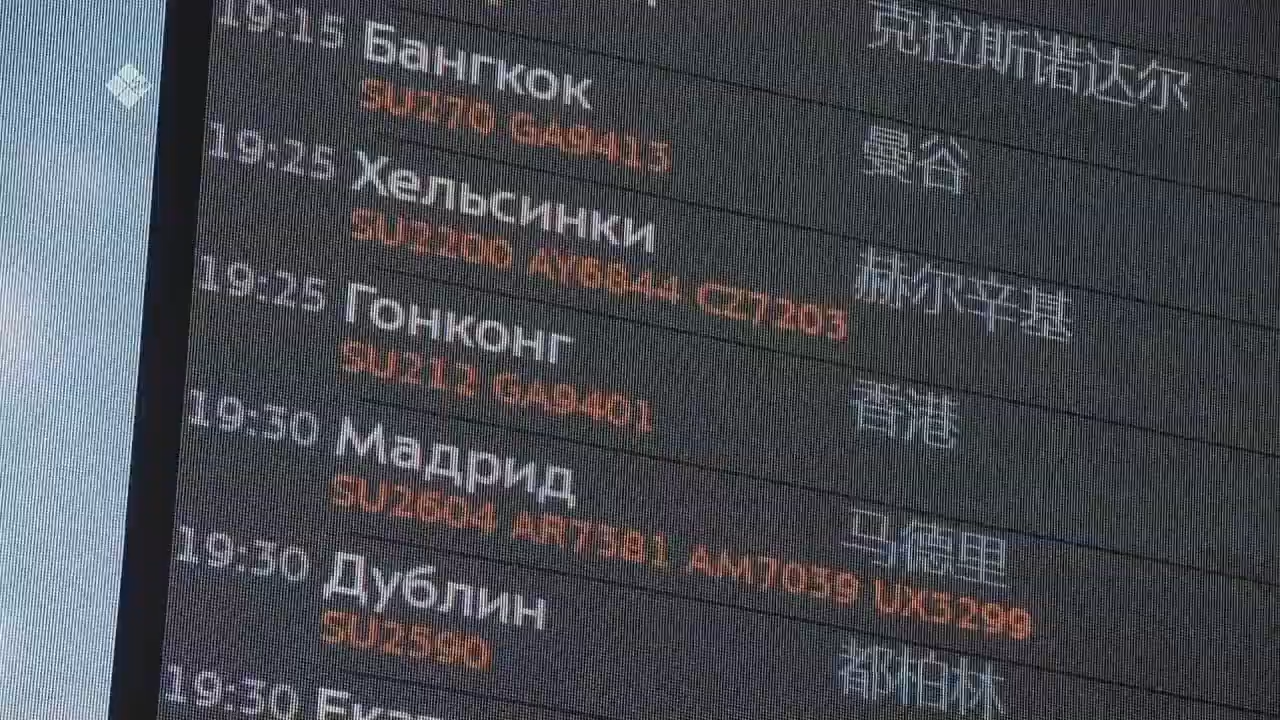 克拉斯诺达尔
19:15 Бангкок 曼谷
SU270 GA9413
19:25 Хельсинки 赫尔辛基
SU2206 AY6844 CZ7203
19:25 Гонконг 香港
SU212 GA9401
19:30 Мадрид 马德里
SU2604 AR7381 AM7039 UX3299
19:30 Дублин 都柏林
SU2590
19:30